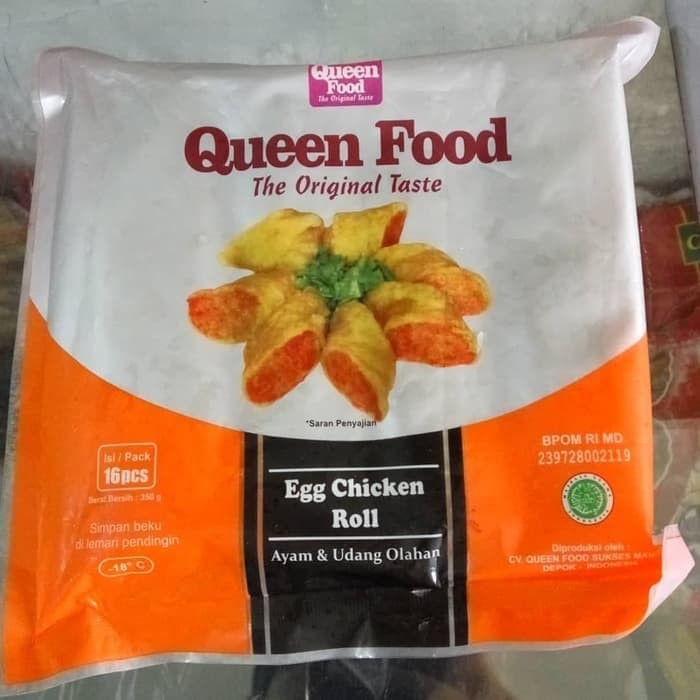 Queen
Food
The Original Taste
Queen Food
The Original Taste
*Saran Penyajian
Isi / Pack
16pcs
Berat Bersih : 350 g
Simpan beku
di lemari pendingin
-18° C
Egg Chicken
Roll
Ayam & Udang Olahan
BPOM RI MD
239728002119
Diproduksi oleh :
CV. QUEEN FOOD SUKSES
DEPOK - INDONESIA